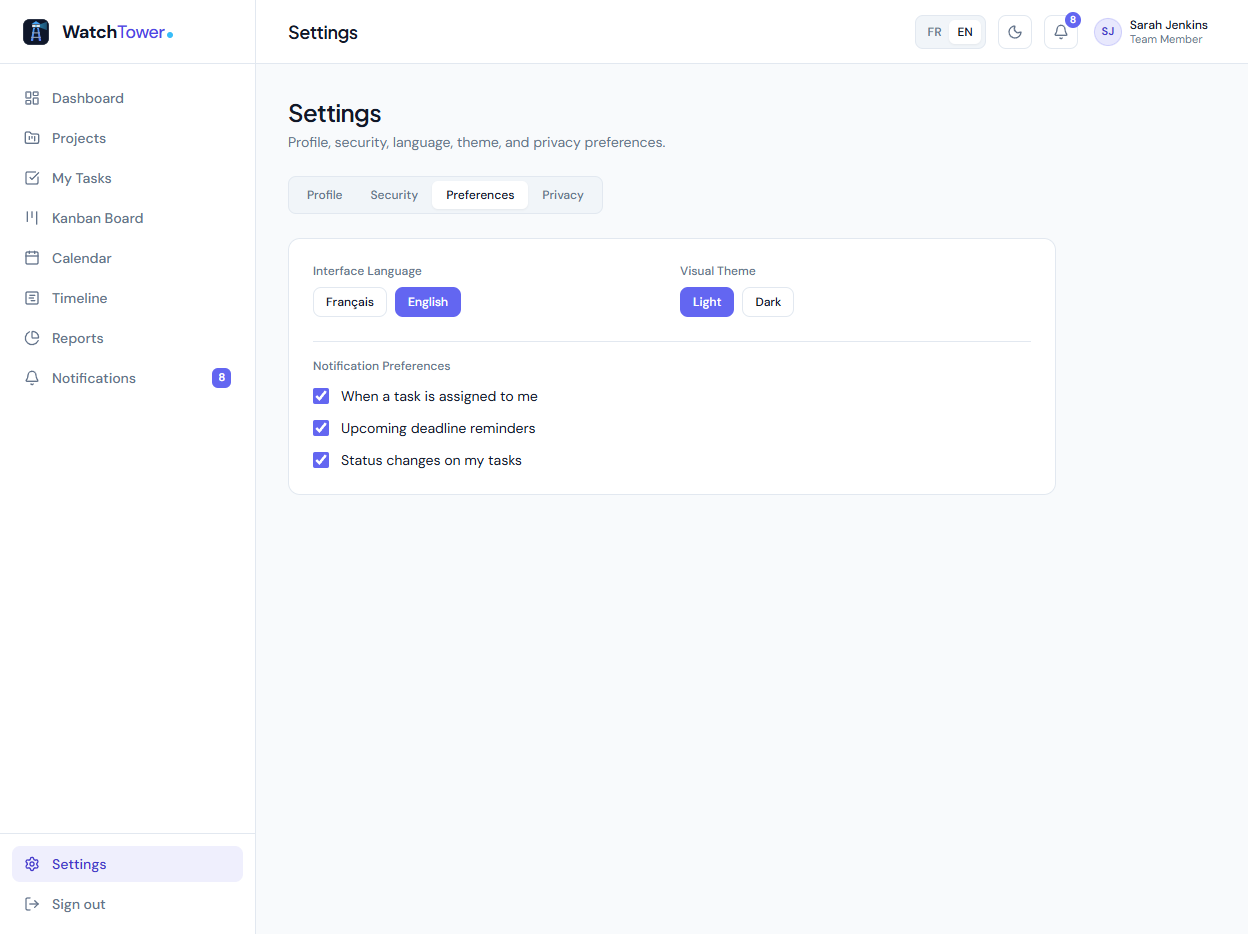 WatchTower
Settings
FR EN
8
SJ
Sarah Jenkins
Team Member
Dashboard
Projects
My Tasks
Kanban Board
Calendar
Timeline
Reports
Notifications 8
Settings
Sign out
Settings
Profile, security, language, theme, and privacy preferences.
Profile Security Preferences Privacy
Interface Language
Français English
Visual Theme
Light Dark
Notification Preferences
When a task is assigned to me
Upcoming deadline reminders
Status changes on my tasks